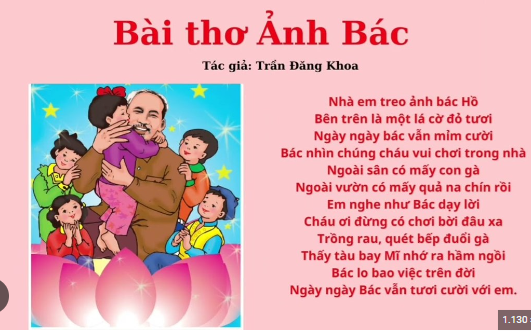 Bài thơ Ảnh Bác
Tác giả: Trần Đăng Khoa
Nhà em treo ảnh bác Hồ
Bên trên là một lá cờ đỏ tươi
Ngày ngày bác vẫn mỉm cười
Bác nhìn chúng cháu vui chơi trong nhà
Ngoài sân có mấy con gà
Ngoài vườn có mấy quả na chín rồi
Em nghe như Bác dạy lời
Cháu ơi đừng có chơi bời đâu xa
Trồng rau, quét bếp đuổi gà
Thấy tàu bay Mĩ nhớ ra hầm ngồi
Bác lo bao việc trên đời
Ngày ngày Bác vẫn tươi cười với em.
1.130